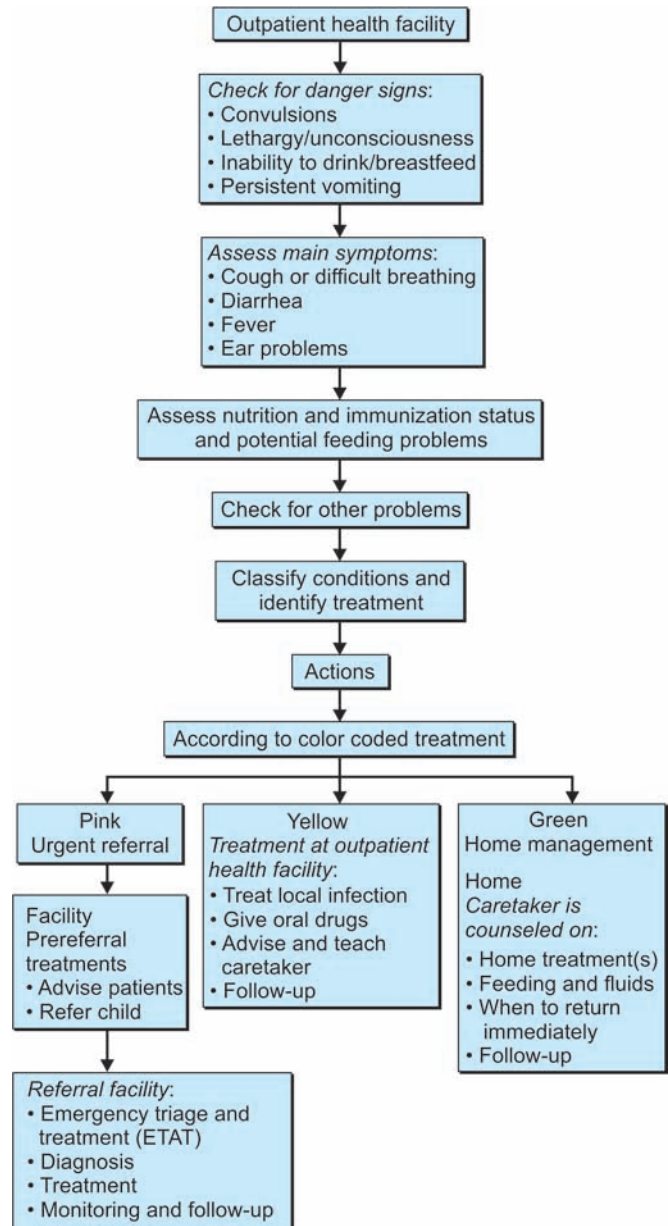 Outpatient health facility
Check for danger signs:
• Convulsions
• Lethargy/unconsciousness
• Inability to drink/breastfeed
• Persistent vomiting
Assess main symptoms:
• Cough or difficult breathing
• Diarrhea
• Fever
• Ear problems
Assess nutrition and immunization status
and potential feeding problems
Check for other problems
Classify conditions and
identify treatment
Actions
According to color coded treatment
Pink
Urgent referral
Facility
Prereferral
treatments
• Advise patients
• Refer child
Referral facility:
• Emergency triage and
treatment (ETAT)
• Diagnosis
• Treatment
• Monitoring and follow-up
Yellow
Treatment at outpatient
health facility:
• Treat local infection
• Give oral drugs
• Advise and teach
caretaker
• Follow-up
Green
Home management
Home
Caretaker is
counseled on:
• Home treatment(s)
• Feeding and fluids
• When to return
immediately
• Follow-up